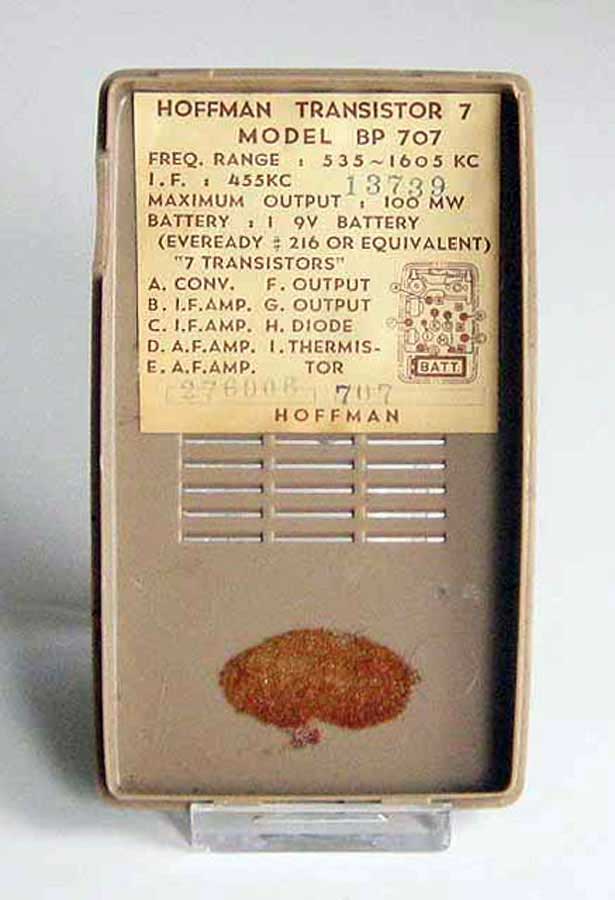 HOFFMAN TRANSISTOR 7
MODEL BP 707
FREQ. RANGE : 535~1605 KC
I.F. : 455KC 13739
MAXIMUM OUTPUT : 100 MW
BATTERY : 1 9V BATTERY
(EVEREADY # 216 OR EQUIVALENT)
"7 TRANSISTORS"
A. CONV. F. OUTPUT
B. I.F.AMP. G. OUTPUT
C. I.F.AMP. H. DIODE
D. A.F.AMP. I. THERMIS-
E. A.F.AMP. TOR
BATT.
707
HOFFMAN